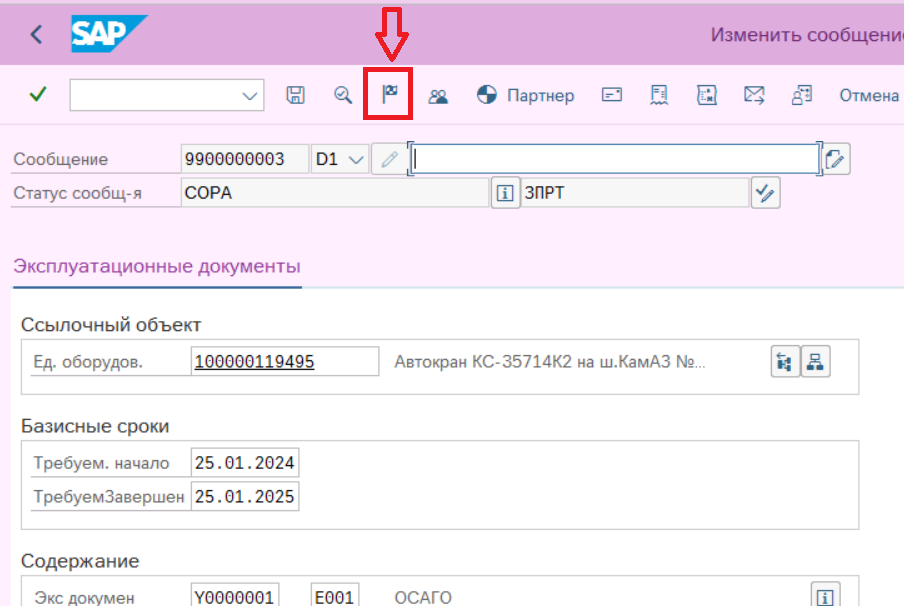 SAP Изменить сообщени
Партнер Отмена
Сообщение 9900000003 D1
Статус сообщ-я СОРА ЗПРТ
Эксплуатационные документы
Ссылочный объект
Ед. оборудов. 100000119495 Автокран КС-35714К2 на ш.КамАЗ №...
Базисные сроки
Требуем. начало 25.01.2024
ТребуемЗавершен 25.01.2025
Содержание
Экс докумен Y0000001 E001 ОСАГО